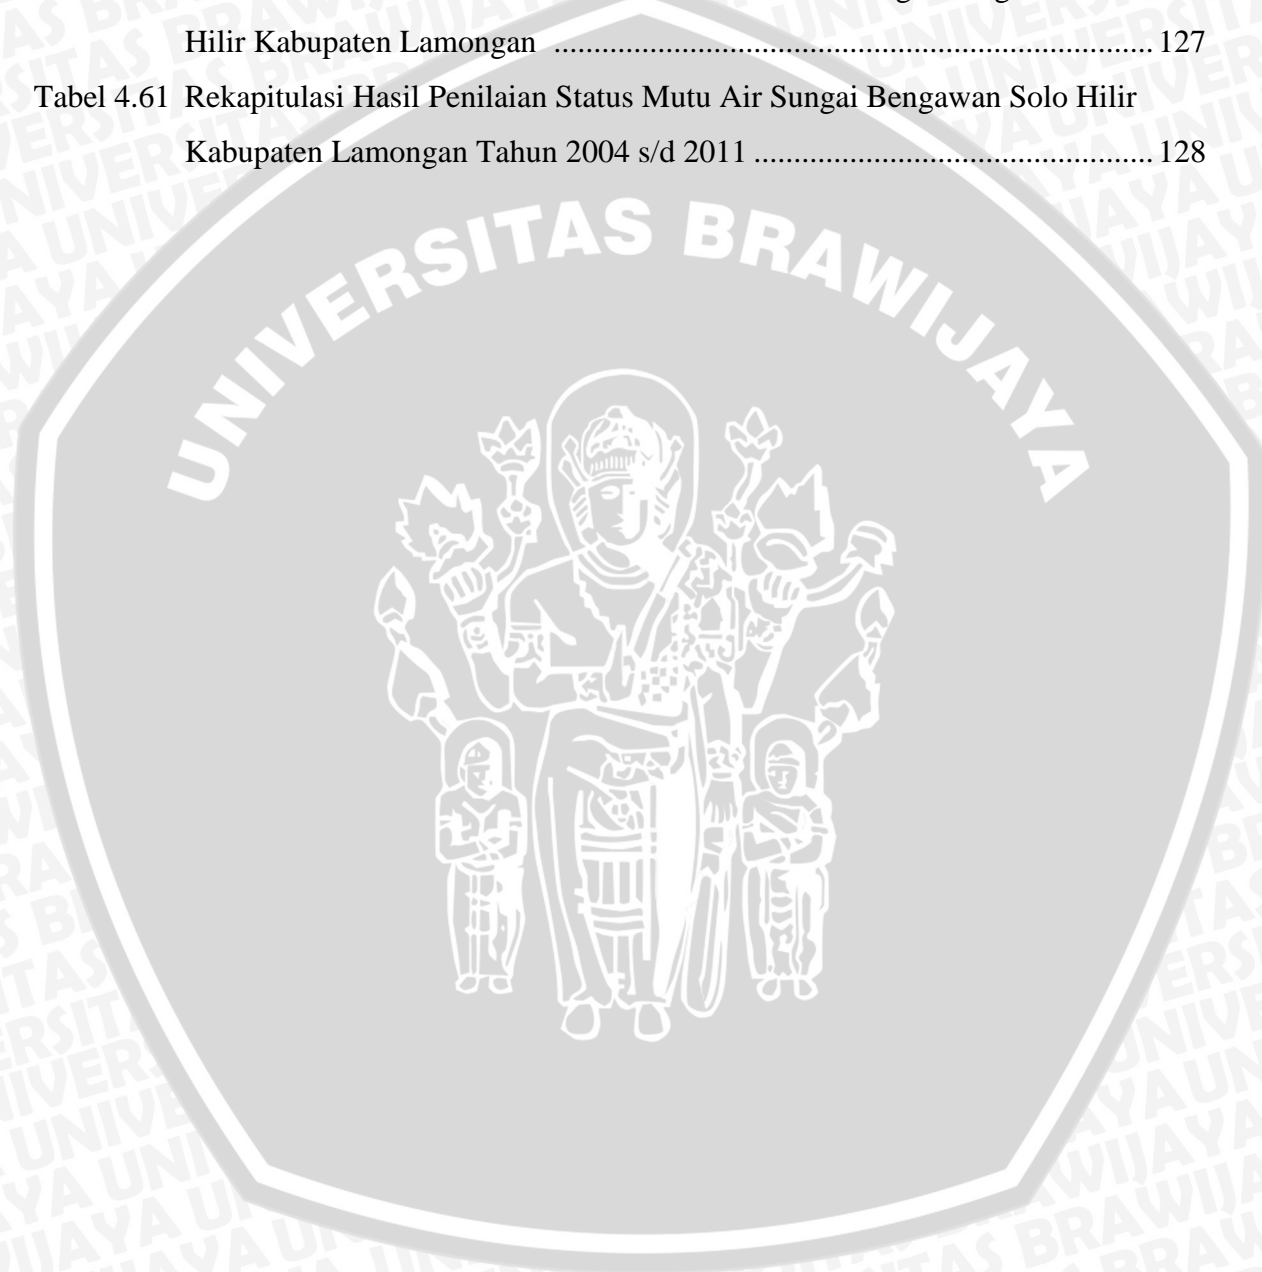 Hilir Kabupaten Lamongan ............................................................................ 127
Tabel 4.61 Rekapitulasi Hasil Penilaian Status Mutu Air Sungai Bengawan Solo Hilir
Kabupaten Lamongan Tahun 2004 s/d 2011 ................................................... 128
UNIVERSITAS BRAWIJAYA